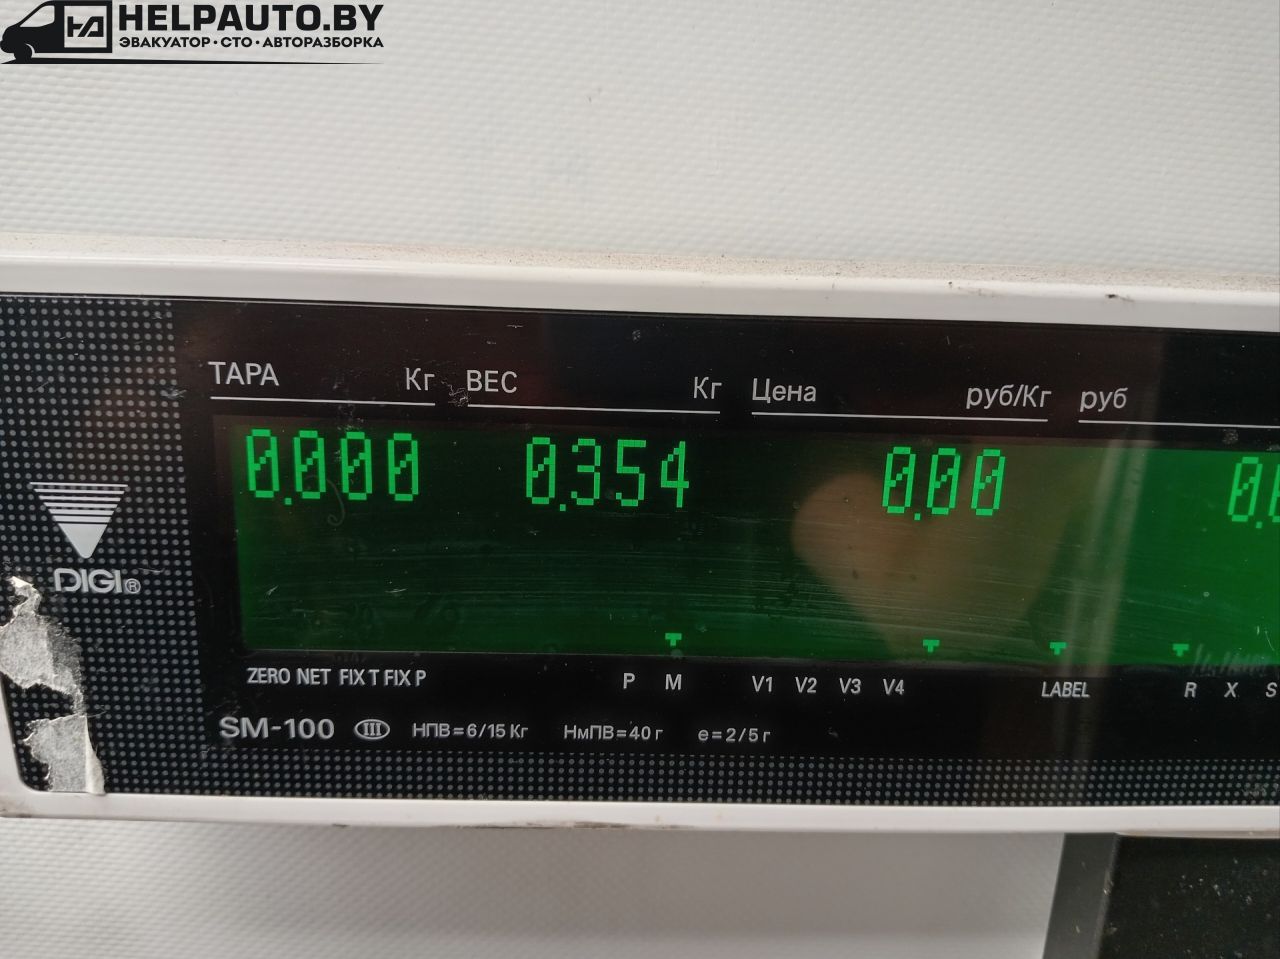 HELPAUTO.BY
ЭВАКУАТОР · СТО · АВТОРАЗБОРКА
ТАРА Кг ВЕС Кг Цена руб/Кг руб
0.000 0.354 0.00
DIGI®
ZERO NET FIX T FIX P P M V1 V2 V3 V4 LABEL R X S
SM-100 III НПВ=6/15 Кг НмПВ=40 г e=2/5 г